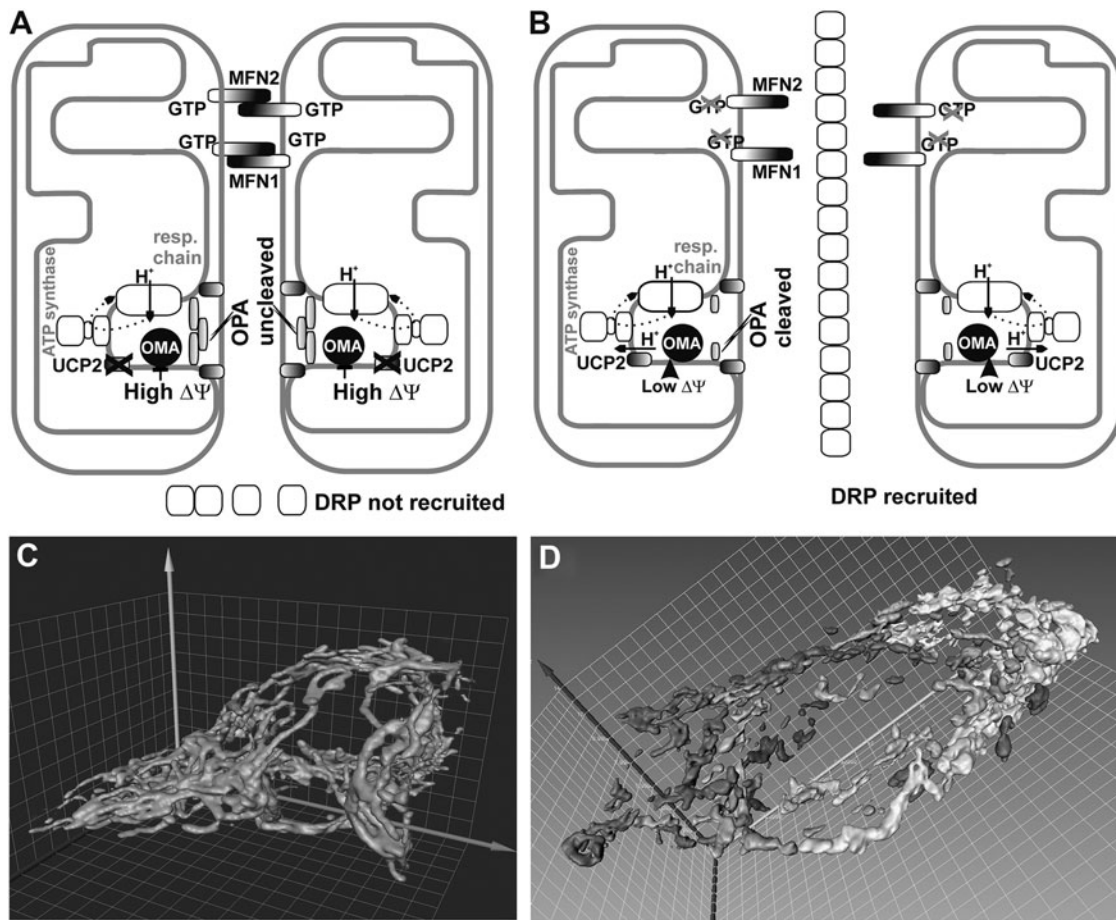 A
MFN2
GTP
GTP
GTP
GTP
MFN1
resp.
chain
ATP synthase
H+
H+
OPA
uncleaved
OMA
OMA
UCP2
UCP2
High ΔΨ
High ΔΨ
DRP not recruited
B
MFN2
GTP
GTP
GTP
GTP
MFN1
resp.
chain
ATP synthase
H+
H+
OPA
cleaved
H+
H+
OMA
OMA
UCP2
UCP2
Low ΔΨ
Low ΔΨ
DRP recruited
C
D